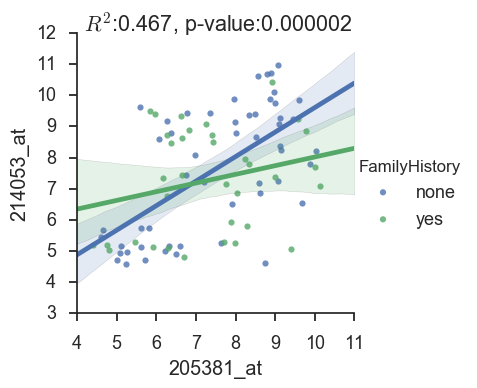 R²:0.467, p-value:0.000002
12
11
10
9
8
7
6
5
4
3
214053_at
4 5 6 7 8 9 10 11
205381_at
FamilyHistory
none
yes